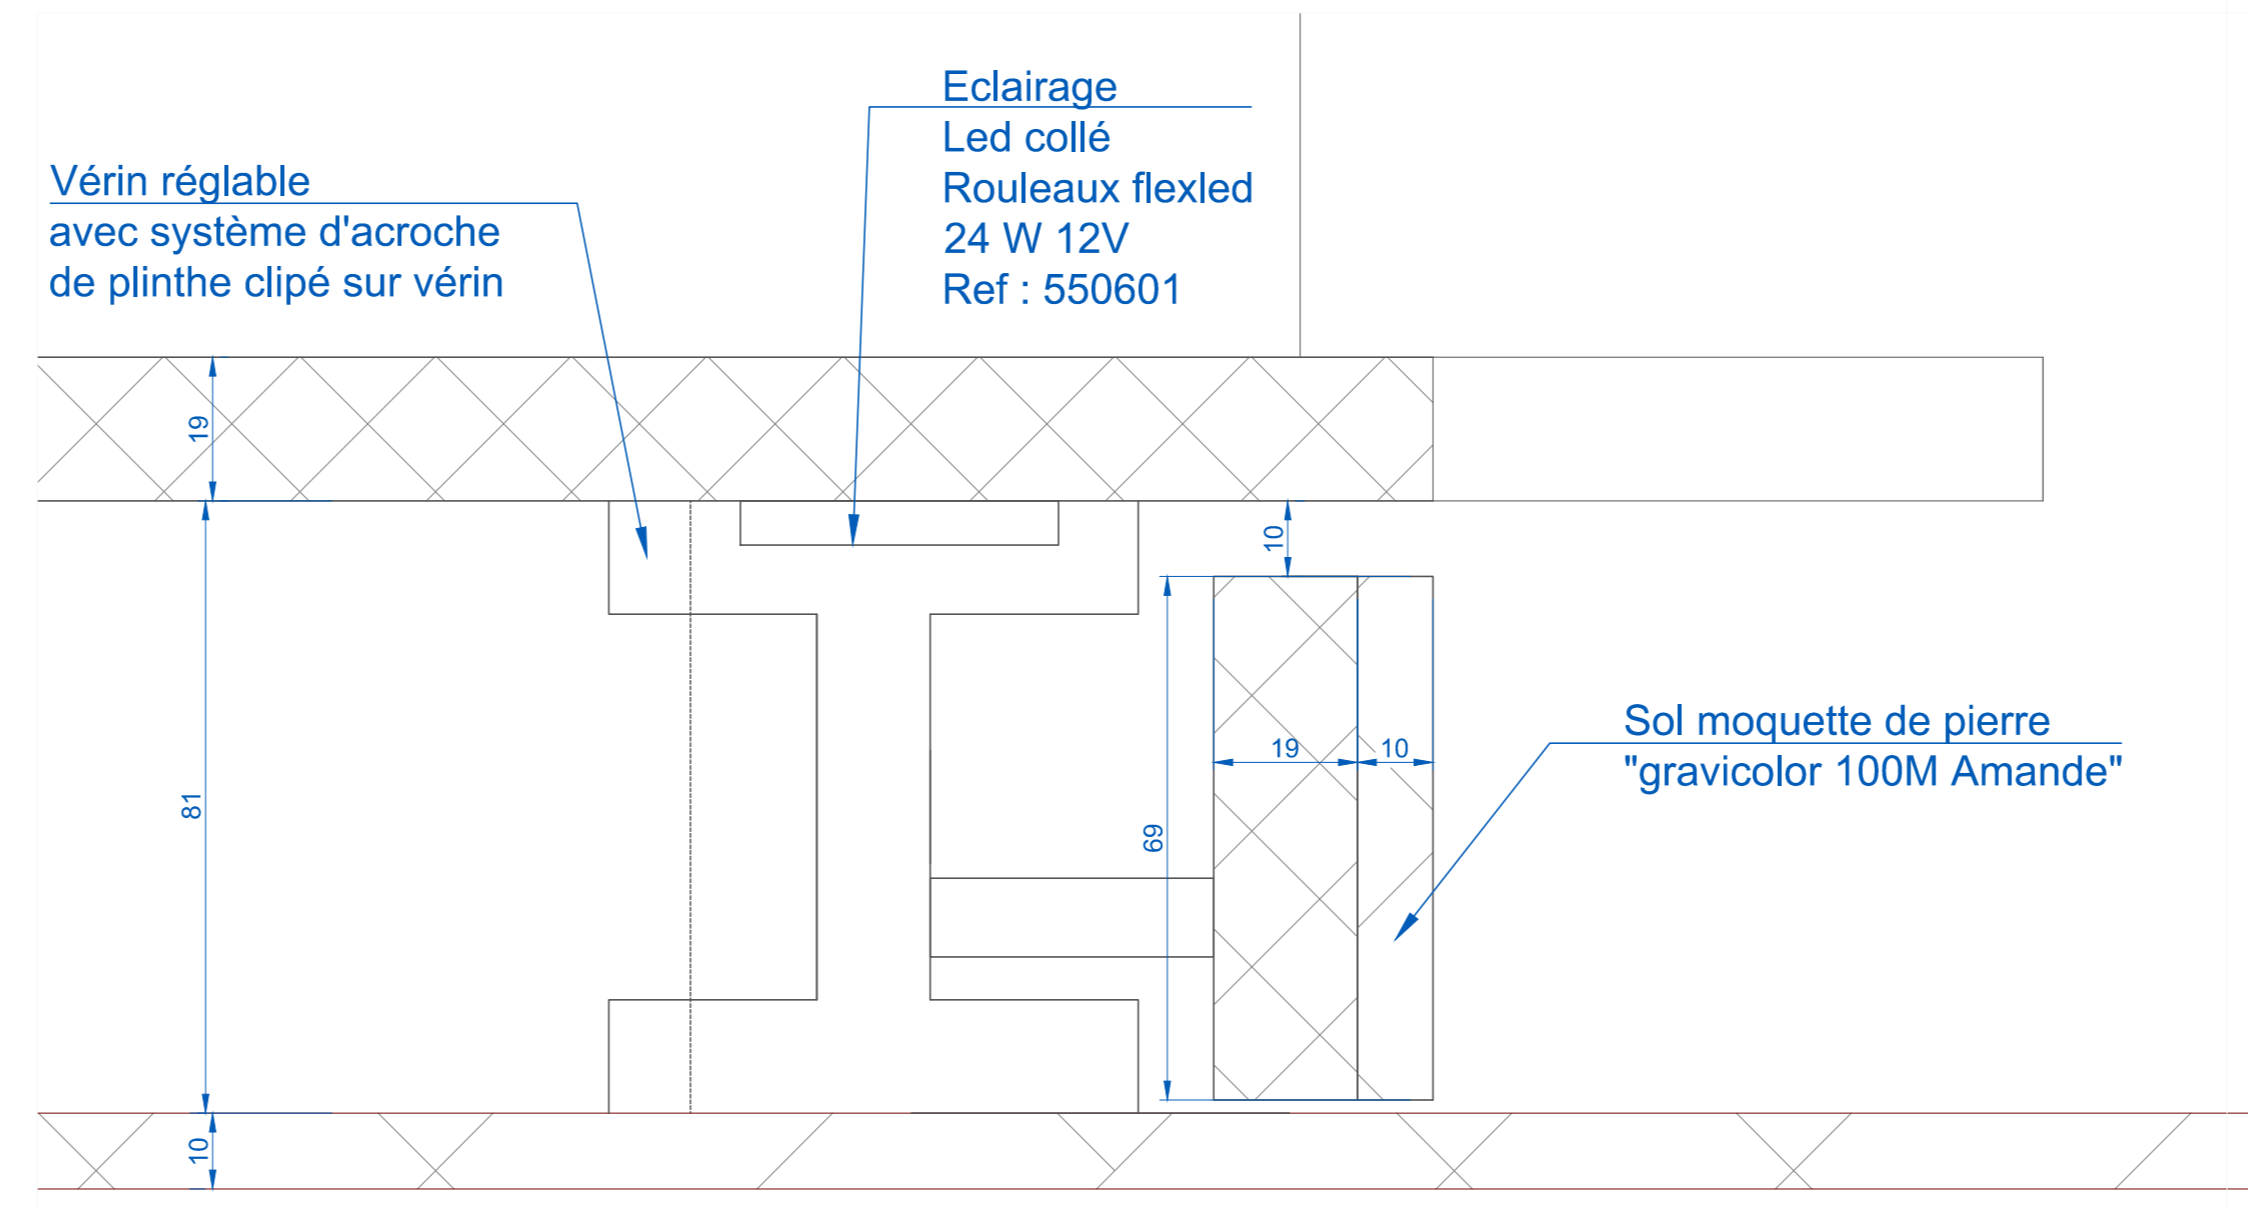 Eclairage
Led collé
Rouleaux flexled
24 W 12V
Ref : 550601
Vérin réglable
avec système d'acroche
de plinthe clipé sur vérin
19
10
81
19
10
69
Sol moquette de pierre
"gravicolor 100M Amande"
10